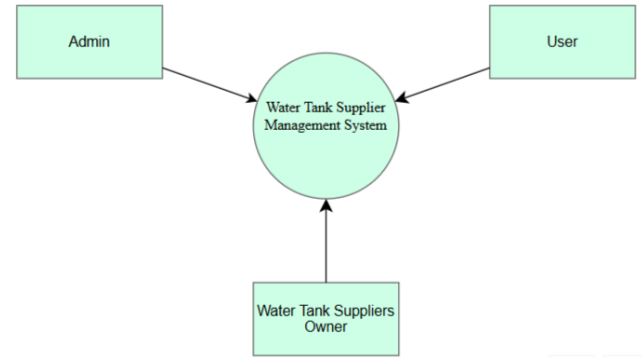 Admin
User
Water Tank Supplier
Management System
Water Tank Suppliers
Owner